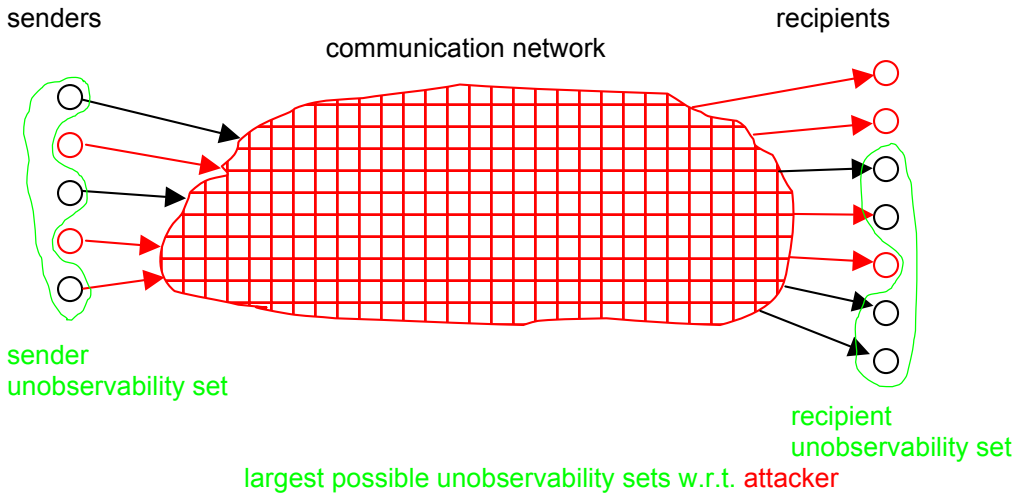 senders
recipients
communication network
sender
unobservability set
recipient
unobservability set
largest possible unobservability sets w.r.t. attacker